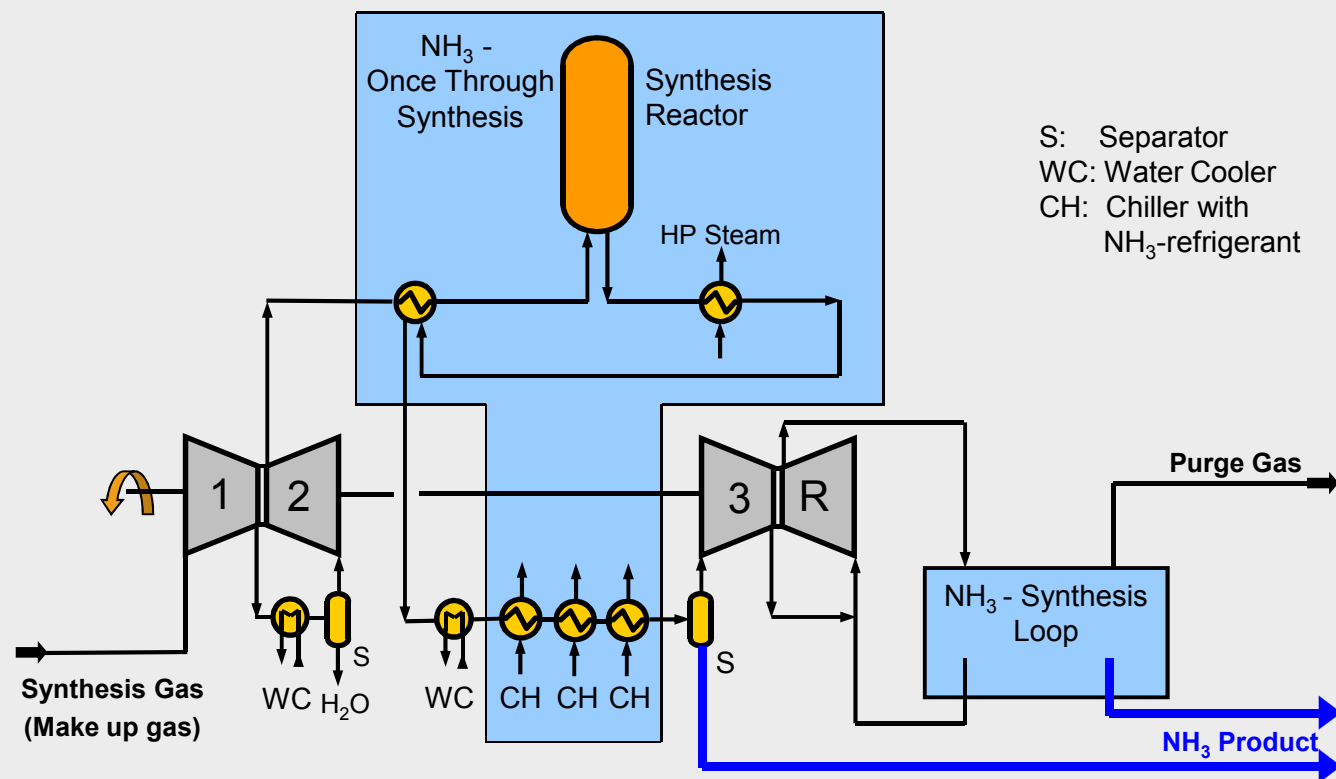 NH₃ -
Once Through
Synthesis
Synthesis
Reactor
S: Separator
WC: Water Cooler
CH: Chiller with
NH₃-refrigerant
HP Steam
1
2
3
R
Purge Gas
NH₃ - Synthesis
Loop
S
S
WC
H₂O
WC
CH
CH
CH
Synthesis Gas
(Make up gas)
NH₃ Product